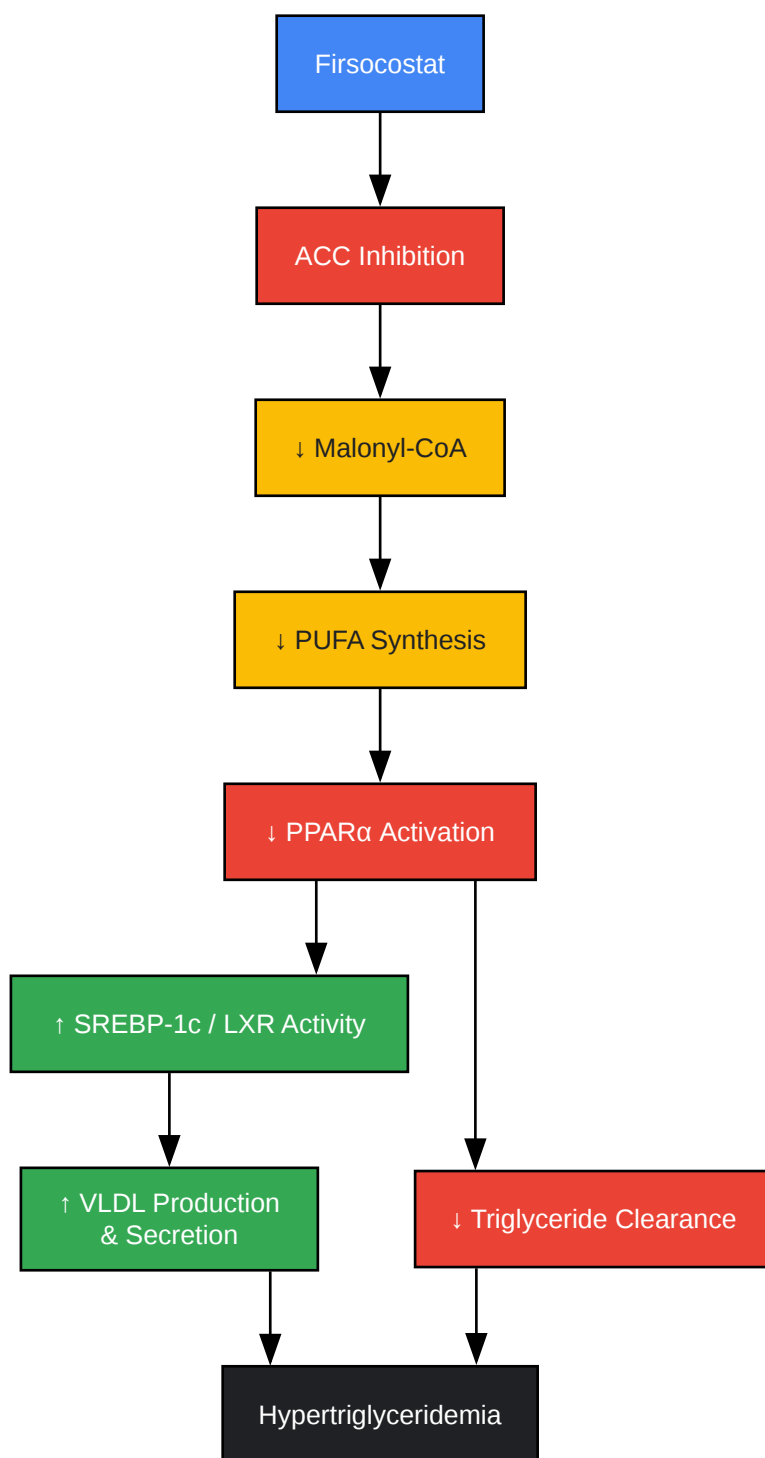 Firsocostat
ACC Inhibition
↓ Malonyl-CoA
↓ PUFA Synthesis
↓ PPARα Activation
↑ SREBP-1c / LXR Activity
↑ VLDL Production
& Secretion
↓ Triglyceride Clearance
Hypertriglyceridemia